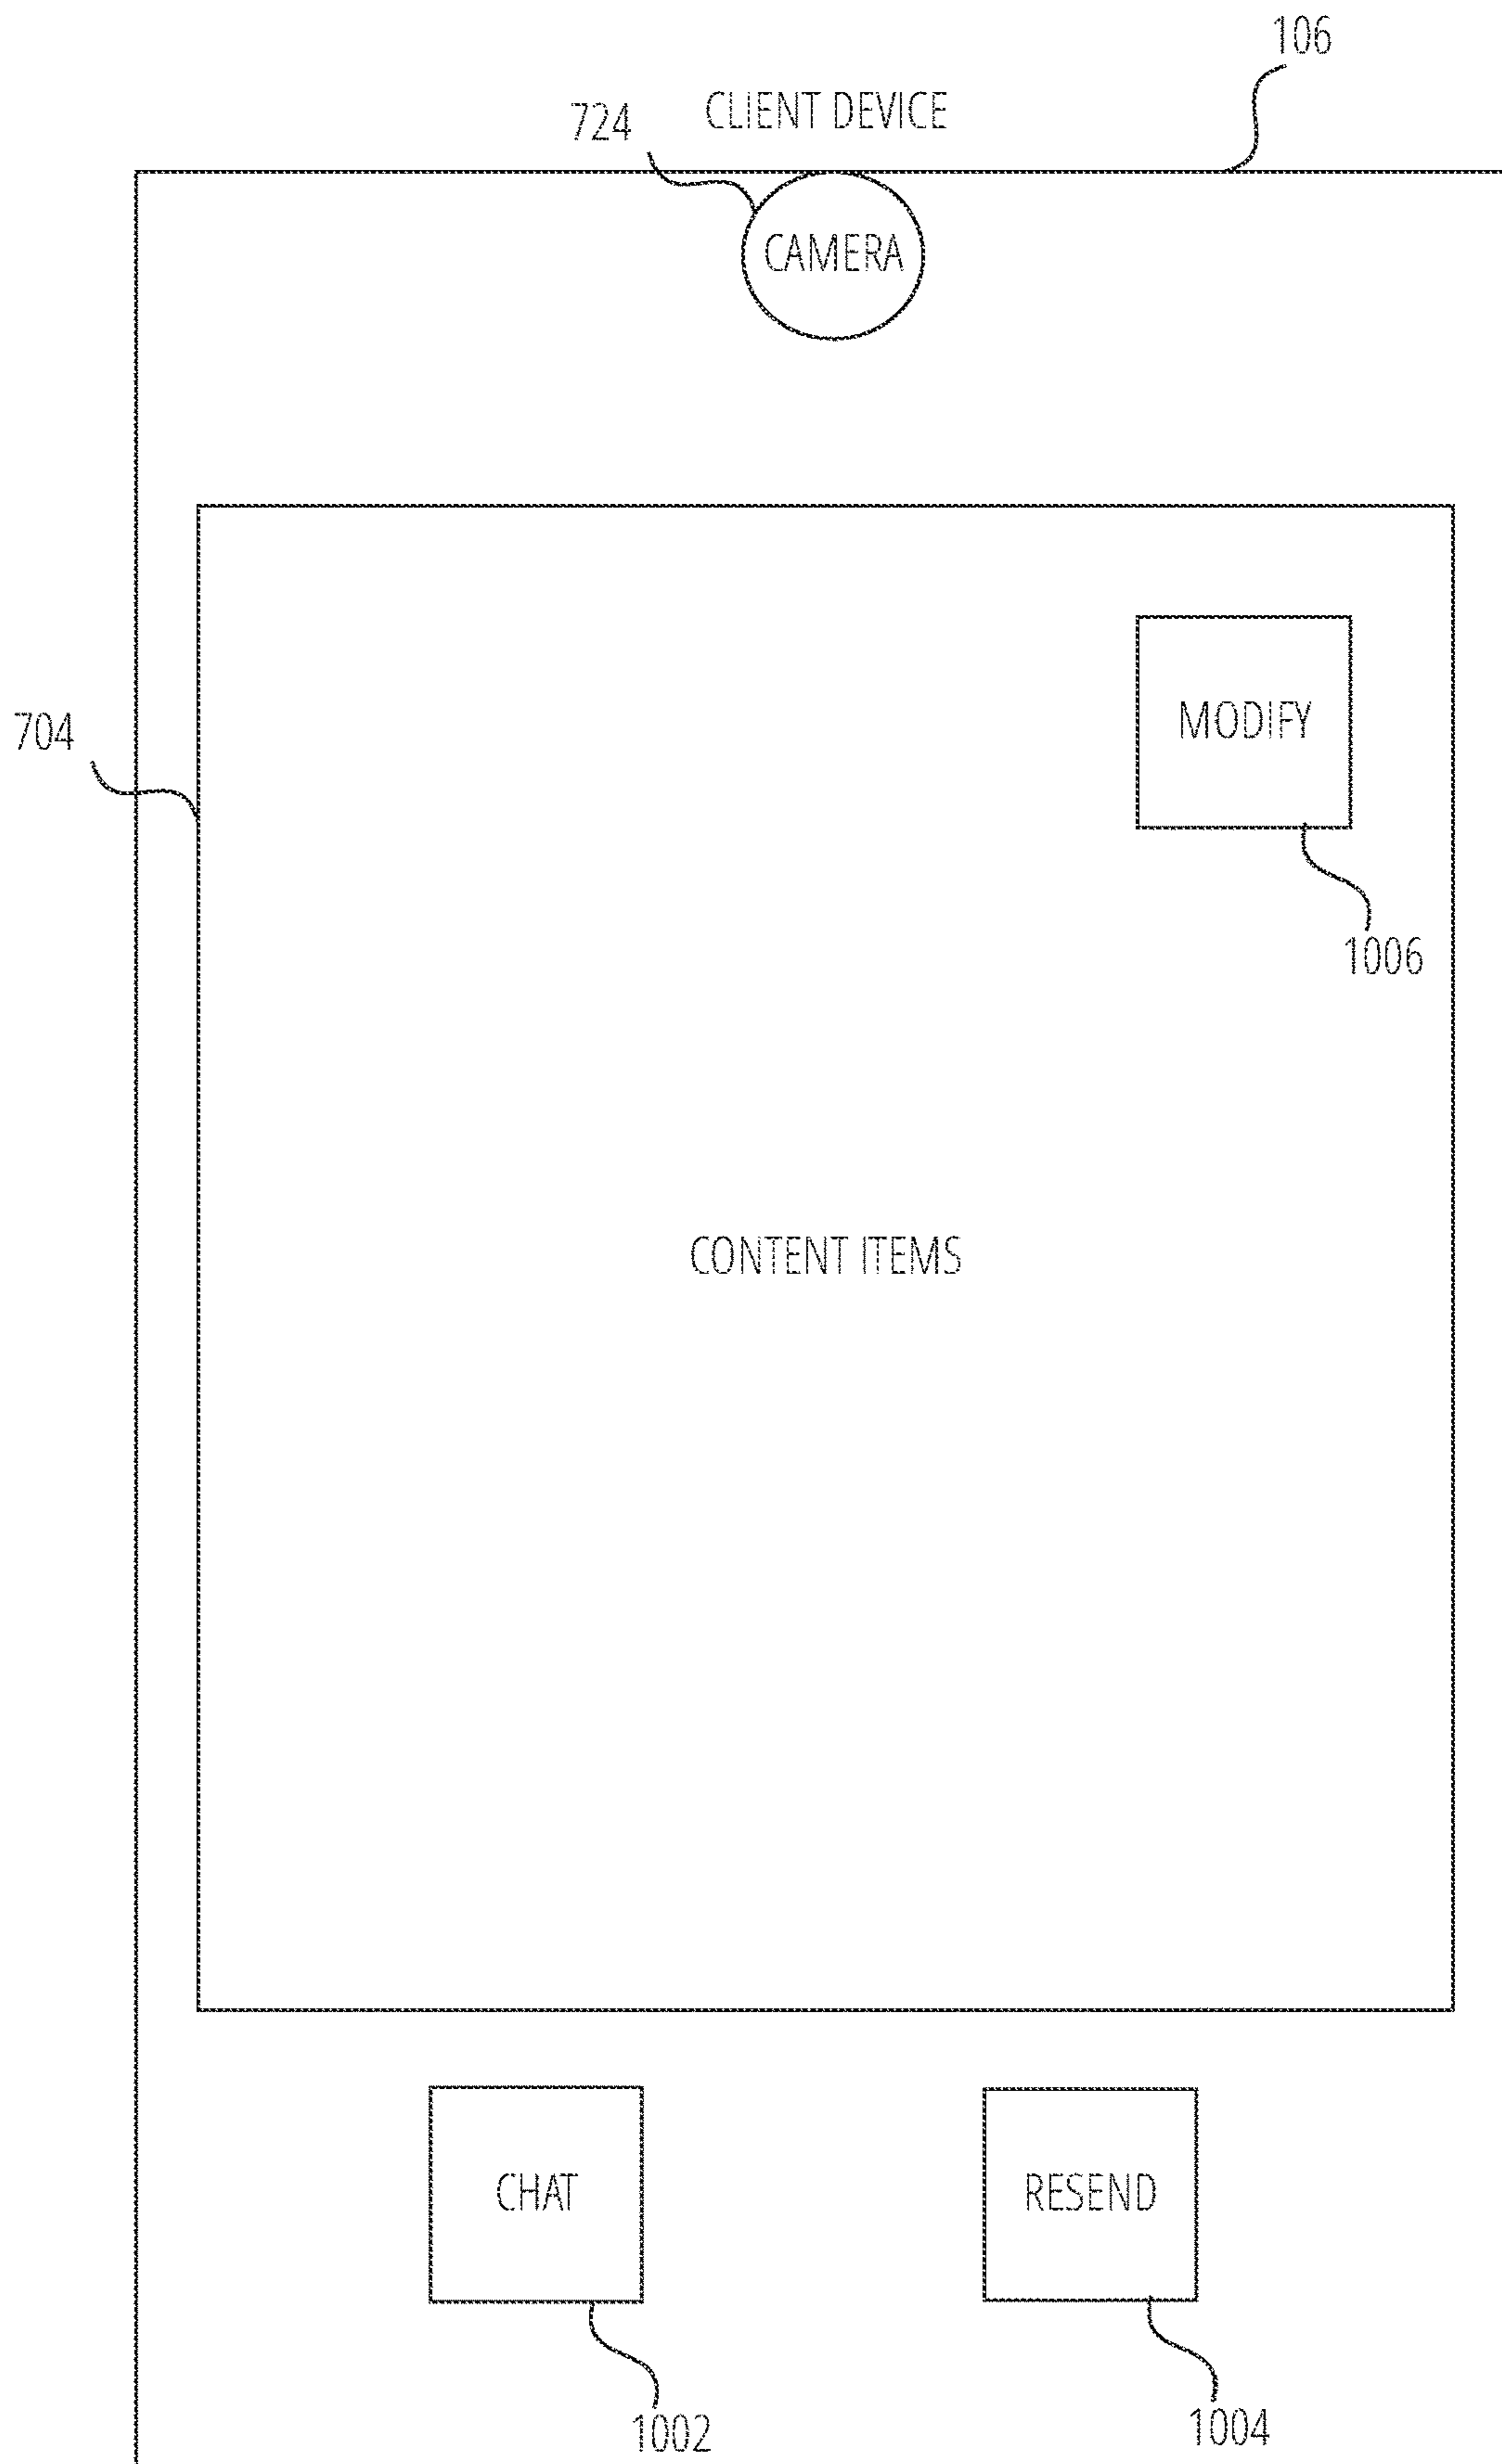 106
CLIENT DEVICE
724
CAMERA
704
MODIFY
1006
CONTENT ITEMS
CHAT
RESEND
1002
1004